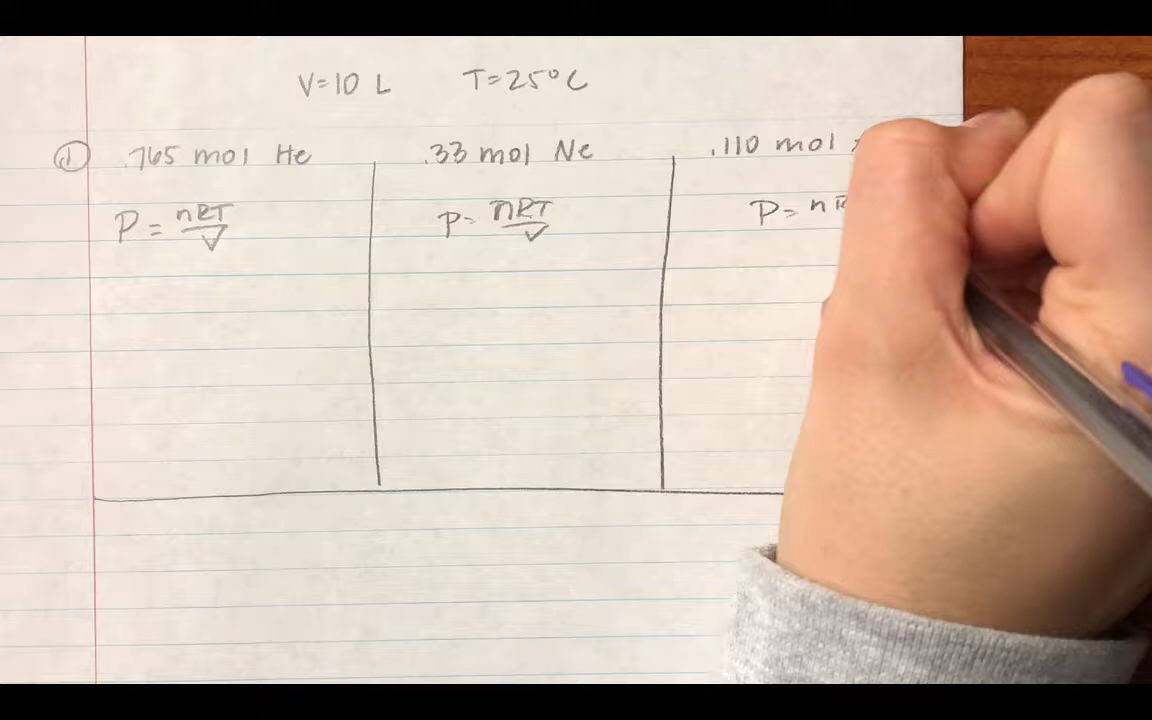 V=10 L T=25°C
① .765 mol He .33 mol Ne .110 mol
P = nRT/V P= nRT/V P= n